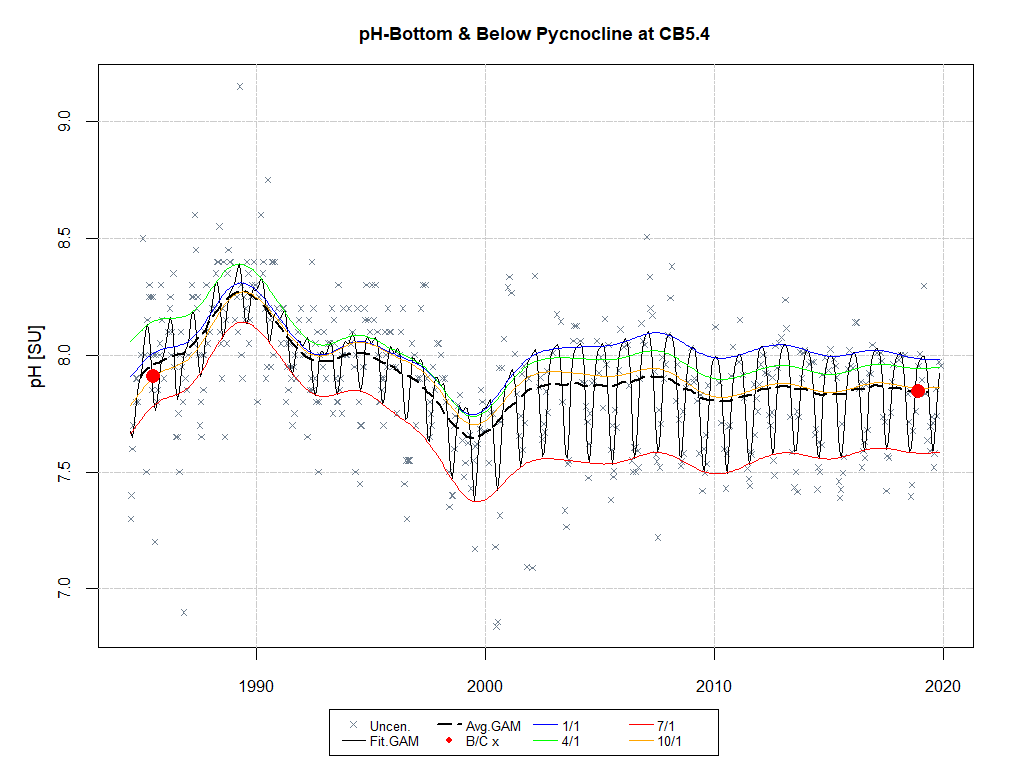 pH-Bottom & Below Pycnocline at CB5.4
pH [SU]
9.0
8.5
8.0
7.5
7.0
1990 2000 2010 2020
Uncen. Avg.GAM 1/1 7/1
Fit.GAM B/C x 4/1 10/1